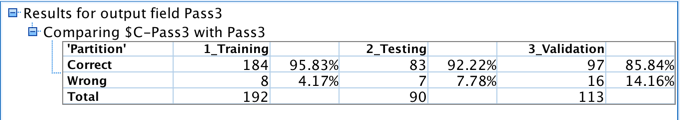 Results for output field Pass3
Comparing $C-Pass3 with Pass3
'Partition' 1_Training 2_Testing 3_Validation
Correct 184 95.83% 83 92.22% 97 85.84%
Wrong 8 4.17% 7 7.78% 16 14.16%
Total 192 90 113